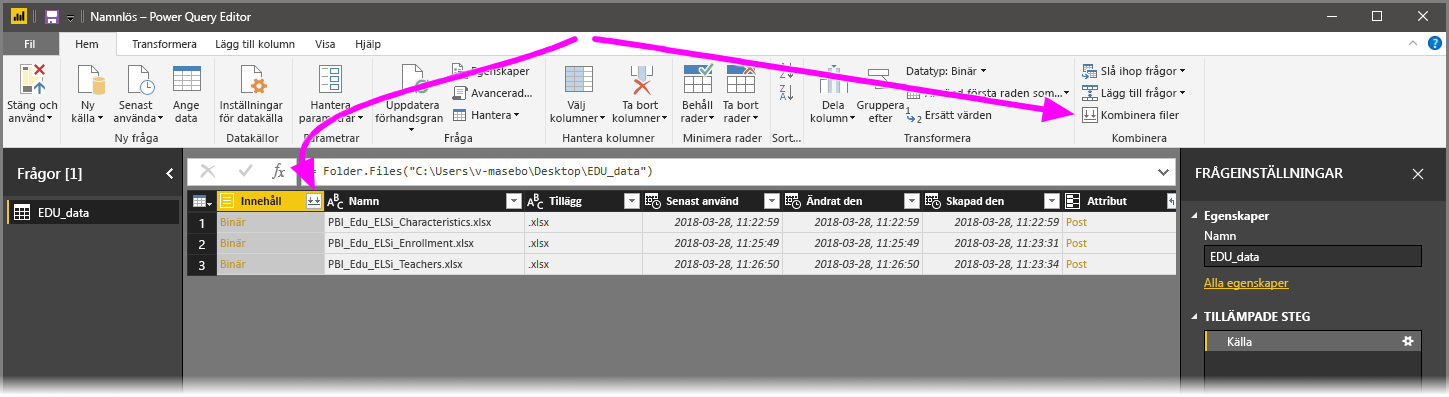 Namnlös – Power Query Editor
Fil Hem Transformera Lägg till kolumn Visa Hjälp
Stäng och använd
Ny källa
Senast använda
Ange data
Ny fråga
Inställningar för datakälla
Datakällor
Hantera parametrar
Parametrar
Uppdatera förhandsgran
Egenskaper
Avancerad...
Hantera
Fråga
Välj kolumner
Ta bort kolumner
Hantera kolumner
Behåll rader
Ta bort rader
Minimera rader
Sort...
Dela kolumn
Gruppera efter
Datatyp: Binär
första raden som...
Ersätt värden
Transformera
Slå ihop frågor
Lägg till frågor
Kombinera filer
Kombinera
Frågor [1]
EDU_data
= Folder.Files("C:\Users\v-masebo\Desktop\EDU_data")
Innehåll Namn Tillägg Senast använd Ändrat den Skapad den Attribut
1 Binär PBI_Edu_ELSi_Characteristics.xlsx .xlsx 2018-03-28, 11:22:59 2018-03-28, 11:22:59 2018-03-28, 11:22:59 Post
2 Binär PBI_Edu_ELSi_Enrollment.xlsx .xlsx 2018-03-28, 11:25:49 2018-03-28, 11:25:49 2018-03-28, 11:23:31 Post
3 Binär PBI_Edu_ELSi_Teachers.xlsx .xlsx 2018-03-28, 11:26:50 2018-03-28, 11:26:50 2018-03-28, 11:23:34 Post
FRÅGEINSTÄLLNINGAR
Egenskaper
Namn
EDU_data
Alla egenskaper
TILLÄMPADE STEG
Källa